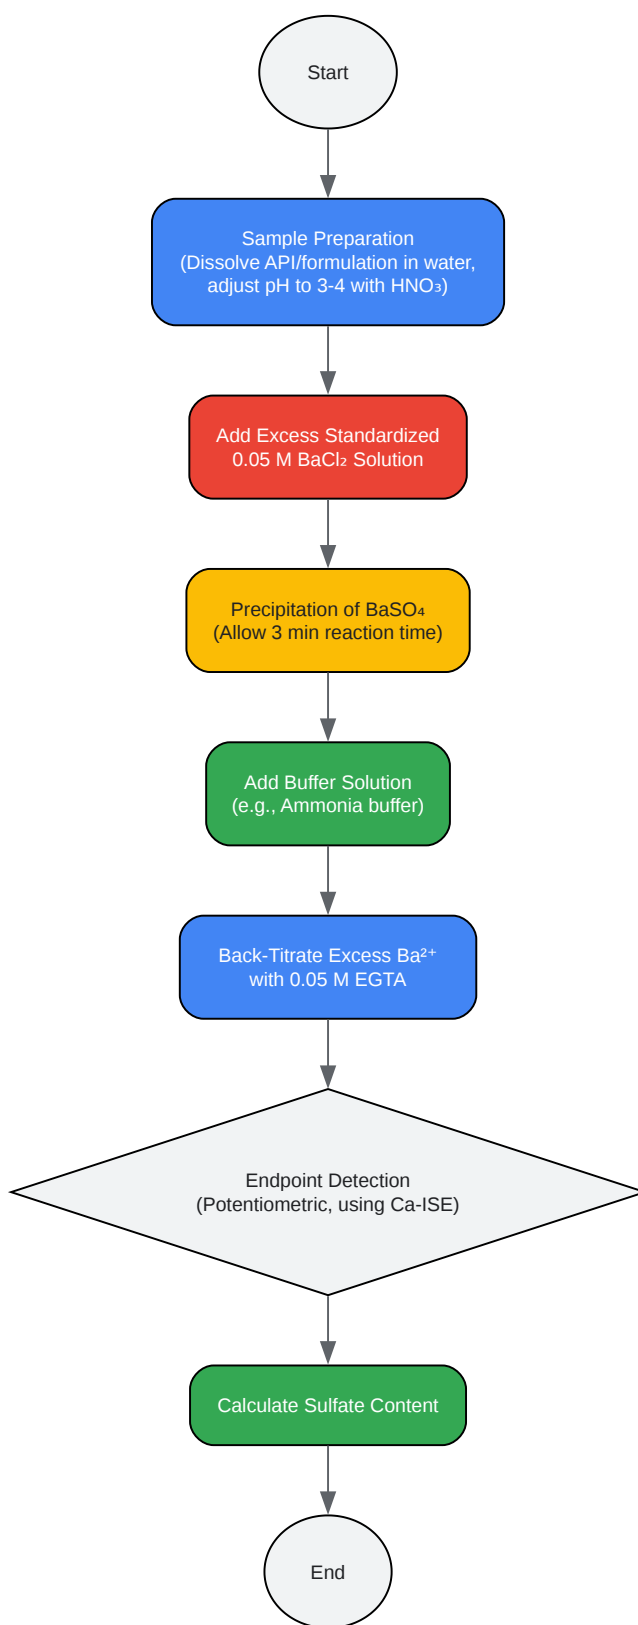 Start
Sample Preparation
(Dissolve API/formulation in water,
adjust pH to 3-4 with HNO₃)
Add Excess Standardized
0.05 M BaCl₂ Solution
Precipitation of BaSO₄
(Allow 3 min reaction time)
Add Buffer Solution
(e.g., Ammonia buffer)
Back-Titrate Excess Ba²⁺
with 0.05 M EGTA
Endpoint Detection
(Potentiometric, using Ca-ISE)
Calculate Sulfate Content
End